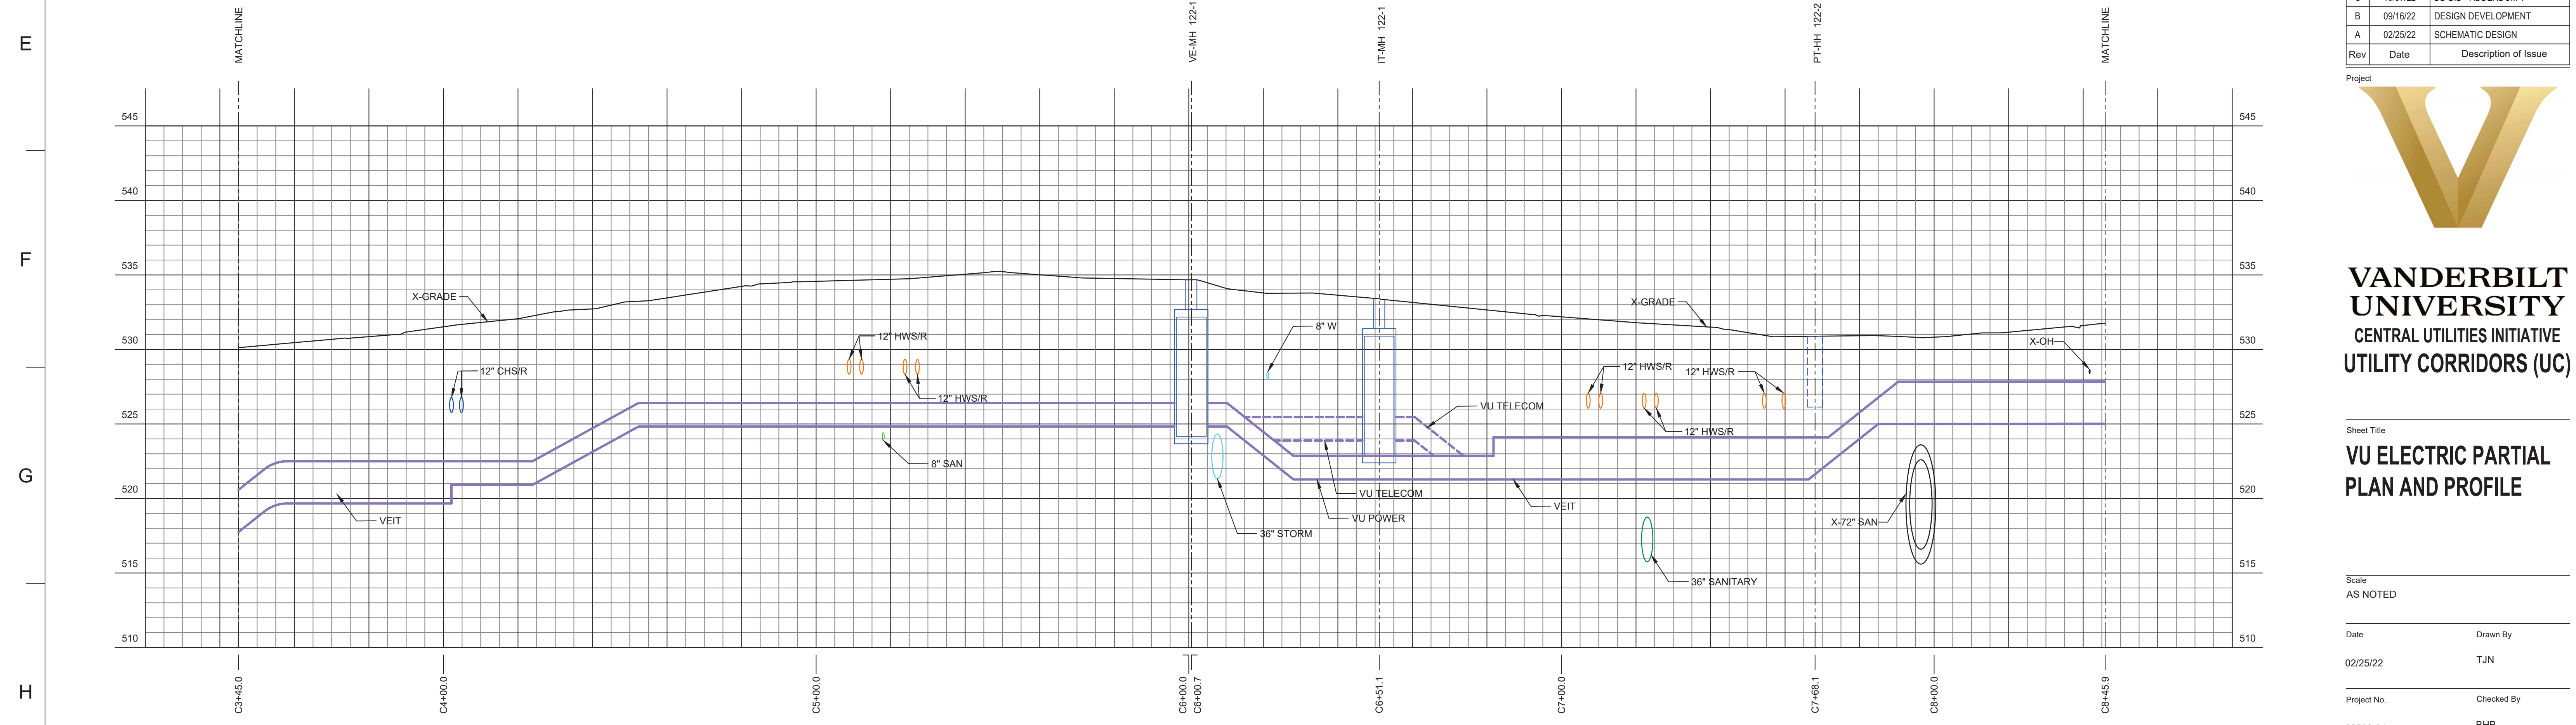 E
F
G
H
MATCHLINE
VE-MH 122-1
IT-MH 122-1
PT-HH 122-2
MATCHLINE
545
545
540
540
535
535
530
530
525
525
520
520
515
515
510
510
X-GRADE
12" CHS/R
VEIT
12" HWS/R
12" HWS/R
8" SAN
8" W
36" STORM
VU TELECOM
VU TELECOM
VU POWER
VEIT
X-GRADE
12" HWS/R
12" HWS/R
12" HWS/R
36" SANITARY
X-72" SAN
X-OH
C3+45.0
C4+00.0
C5+00.0
C6+00.0
C6+00.7
C6+51.1
C7+00.0
C7+68.1
C8+00.0
C8+45.9
B 09/16/22 DESIGN DEVELOPMENT
A 02/25/22 SCHEMATIC DESIGN
Rev Date Description of Issue
Project
VANDERBILT
UNIVERSITY
CENTRAL UTILITIES INITIATIVE
UTILITY CORRIDORS (UC)
Sheet Title
VU ELECTRIC PARTIAL
PLAN AND PROFILE
Scale
AS NOTED
Date Drawn By
02/25/22 TJN
Project No. Checked By